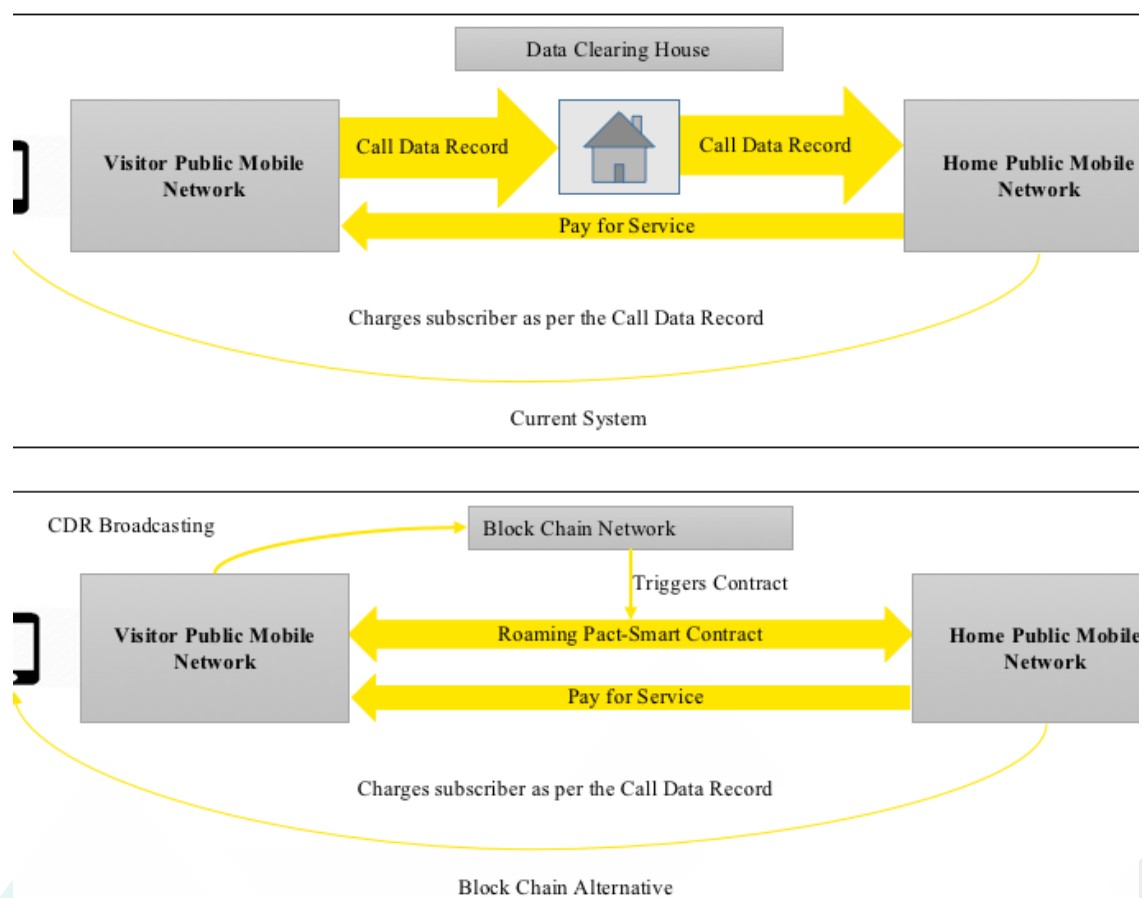 Data Clearing House
Visitor Public Mobile
Network
Call Data Record
Call Data Record
Home Public Mobile
Network
Pay for Service
Charges subscriber as per the Call Data Record
Current System
CDR Broadcasting
Block Chain Network
Triggers Contract
Visitor Public Mobile
Network
Roaming Pact-Smart Contract
Home Public Mobile
Network
Pay for Service
Charges subscriber as per the Call Data Record
Block Chain Alternative